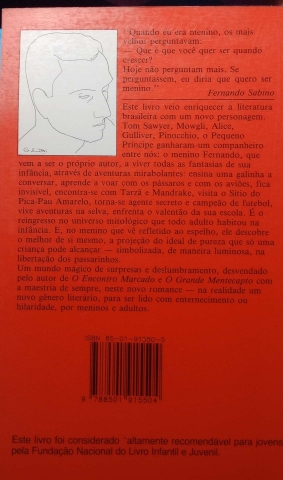 "Quando eu era menino, os mais
velhos perguntavam:
— Que é que você quer ser quando
crescer?
Hoje não perguntam mais. Se
perguntassem, eu diria que quero ser
menino."
Fernando Sabino
Este livro veio enriquecer a literatura
brasileira com um novo personagem.
Tom Sawyer, Mowgli, Alice,
Gulliver, Pinocchio, o Pequeno
Príncipe ganharam um companheiro
entre nós: o menino Fernando, que
vem a ser o próprio autor, a viver todas as fantasias de sua
infância, através de aventuras mirabolantes: ensina uma galinha a
conversar, aprende a voar com os pássaros e com os aviões, fica
invisível, encontra-se com Tarzã e Mandrake, visita o Sítio do
Pica-Pau Amarelo, torna-se agente secreto e campeão de futebol,
vive aventuras na selva, enfrenta o valentão da sua escola. É o
reingresso no universo mitológico que todo adulto habitou na
infância. E, no menino que vê refletido ao espelho, ele descobre
o melhor de si mesmo, a projeção do ideal de pureza que só uma
criança pode alcançar — simbolizada, de maneira luminosa, na
libertação dos passarinhos.
Um mundo mágico de surpresas e deslumbramento, desvendado
pelo autor de O Encontro Marcado e O Grande Mentecapto com
a maestria de sempre, neste novo romance — na realidade um
novo gênero literário, para ser lido com enternecimento ou
hilaridade, por meninos e adultos.
ISBN 85-01-91550-5
9 788501 915504
Este livro foi considerado "altamente recomendável para jovens
pela Fundação Nacional do Livro Infantil e Juvenil.